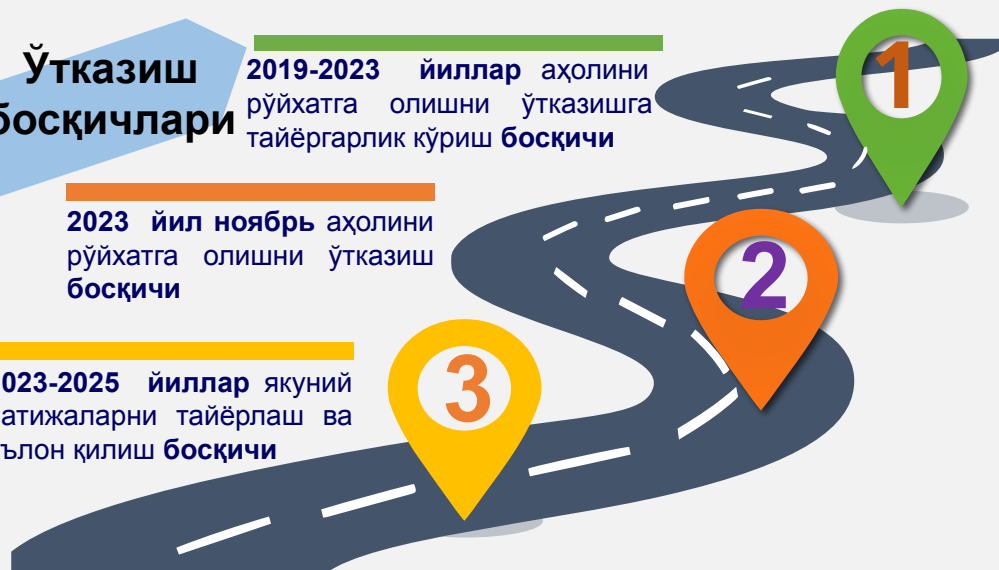 Ўтказиш
босқичлари
2019-2023 йиллар аҳолини
рўйхатга олишни ўтказишга
тайёргарлик кўриш босқичи
1
2023 йил ноябрь аҳолини
рўйхатга олишни ўтказиш
босқичи
2
023-2025 йиллар якуний
атижаларни тайёрлаш ва
ълон қилиш босқичи
3